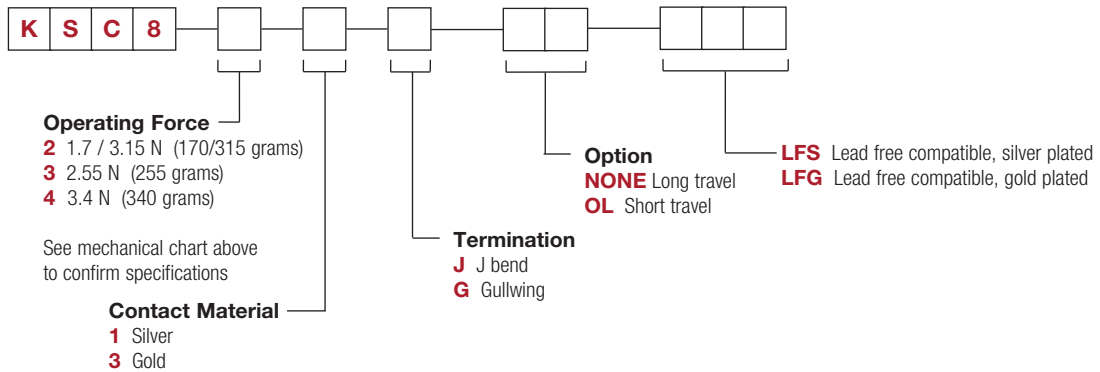 K S C 8
Operating Force
2 1.7 / 3.15 N (170/315 grams)
3 2.55 N (255 grams)
4 3.4 N (340 grams)
See mechanical chart above
to confirm specifications
Contact Material
1 Silver
3 Gold
Termination
J J bend
G Gullwing
Option
NONE Long travel
OL Short travel
LFS Lead free compatible, silver plated
LFG Lead free compatible, gold plated